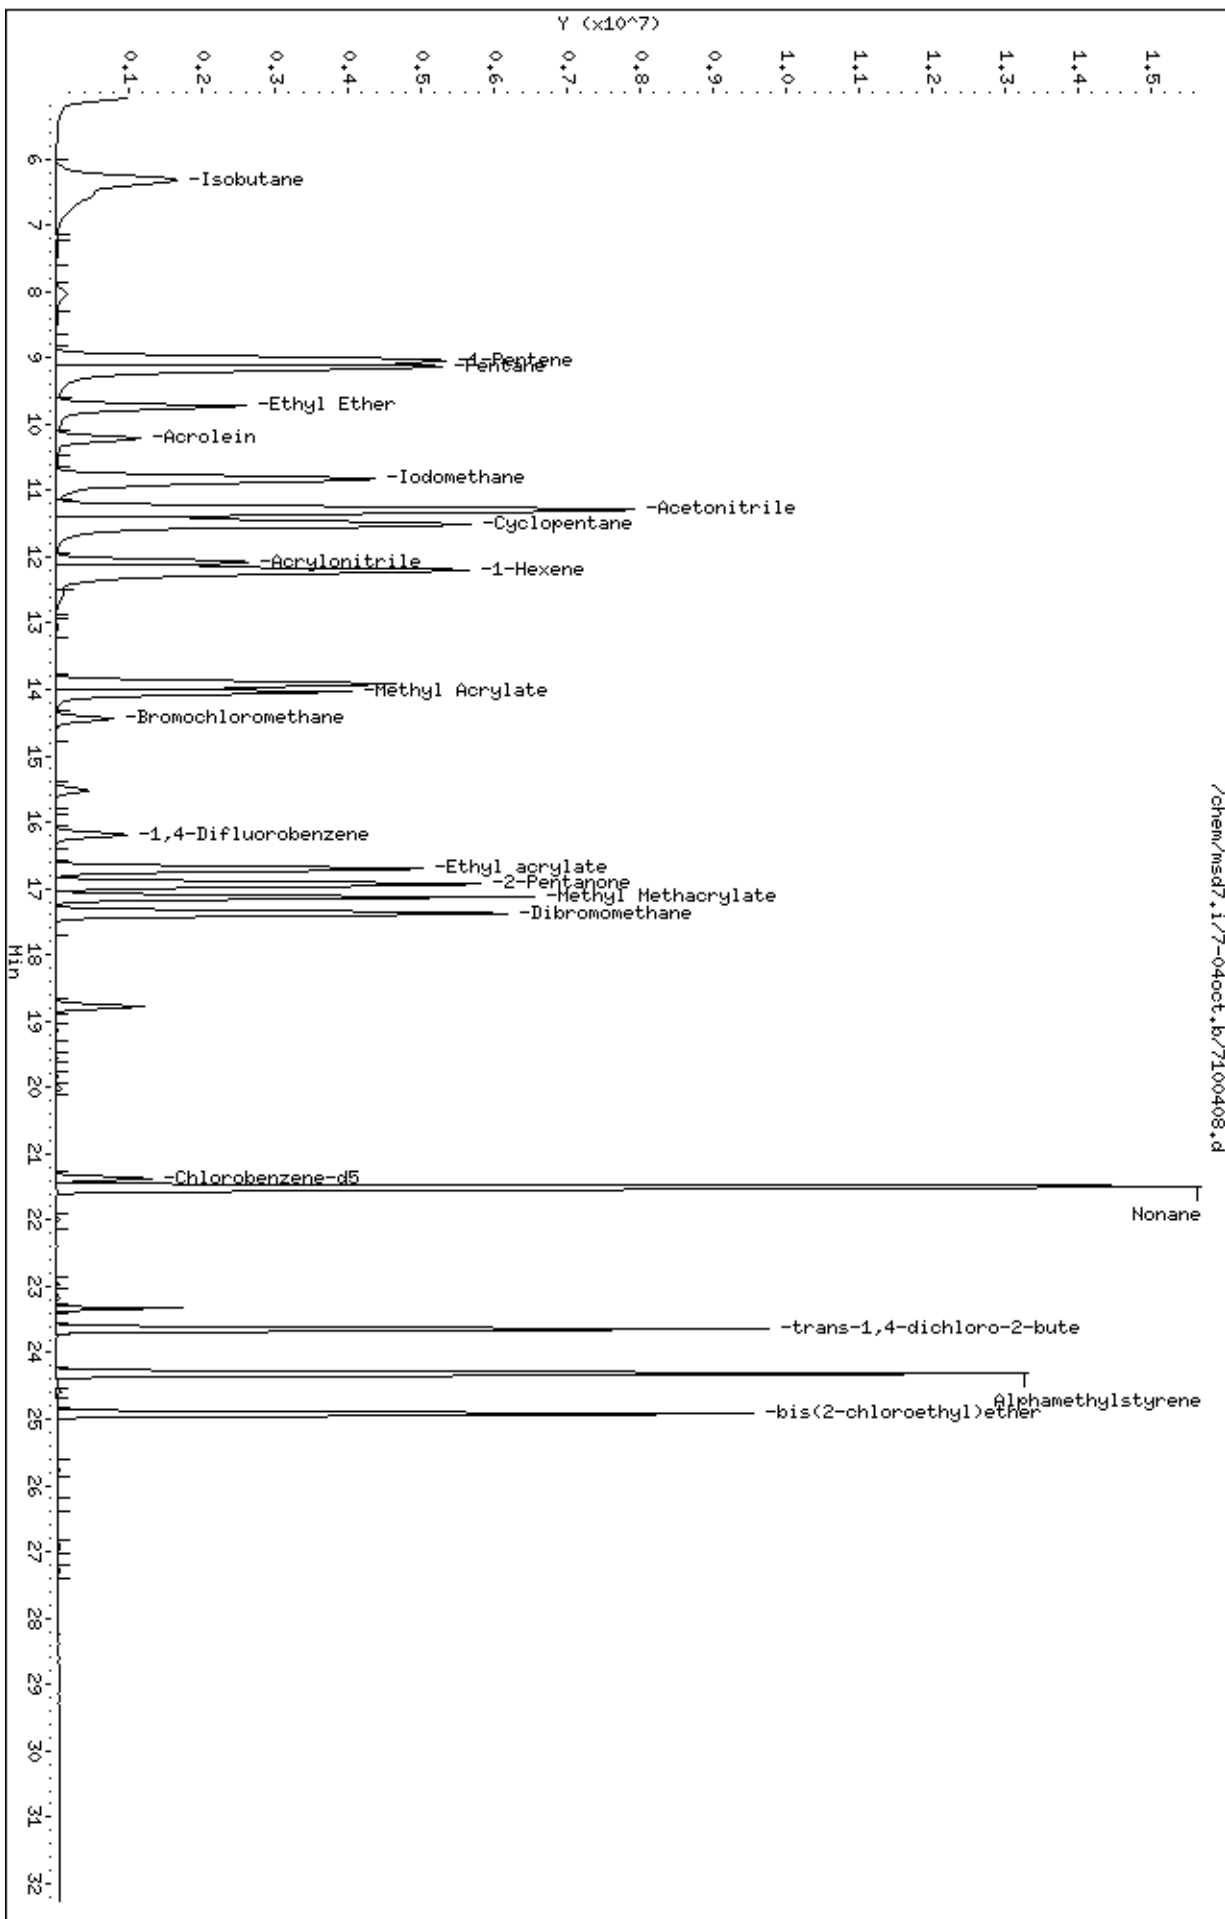 Y (x10^7)
0.1
0.2
0.3
0.4
0.5
0.6
0.7
0.8
0.9
1.0
1.1
1.2
1.3
1.4
1.5
/chem/msd7.i/7-04oct.b/7100408.d
-Isobutane
-1-Pentene
-Pentane
-Ethyl Ether
-Acrolein
-Iodomethane
-Acetonitrile
-Cyclopentane
-Acrylonitrile
-1-Hexene
-Methyl Acrylate
-Bromochloromethane
-1,4-Difluorobenzene
-Ethyl acrylate
-2-Pentanone
-Methyl Methacrylate
-Dibromomethane
-Chlorobenzene-d5
Nonane
-trans-1,4-dichloro-2-bute
Alphamethylstyrene
-bis(2-chloroethyl)ether
6
7
8
9
10
11
12
13
14
15
16
17
18
19
20
21
22
23
24
25
26
27
28
29
30
31
32
Min